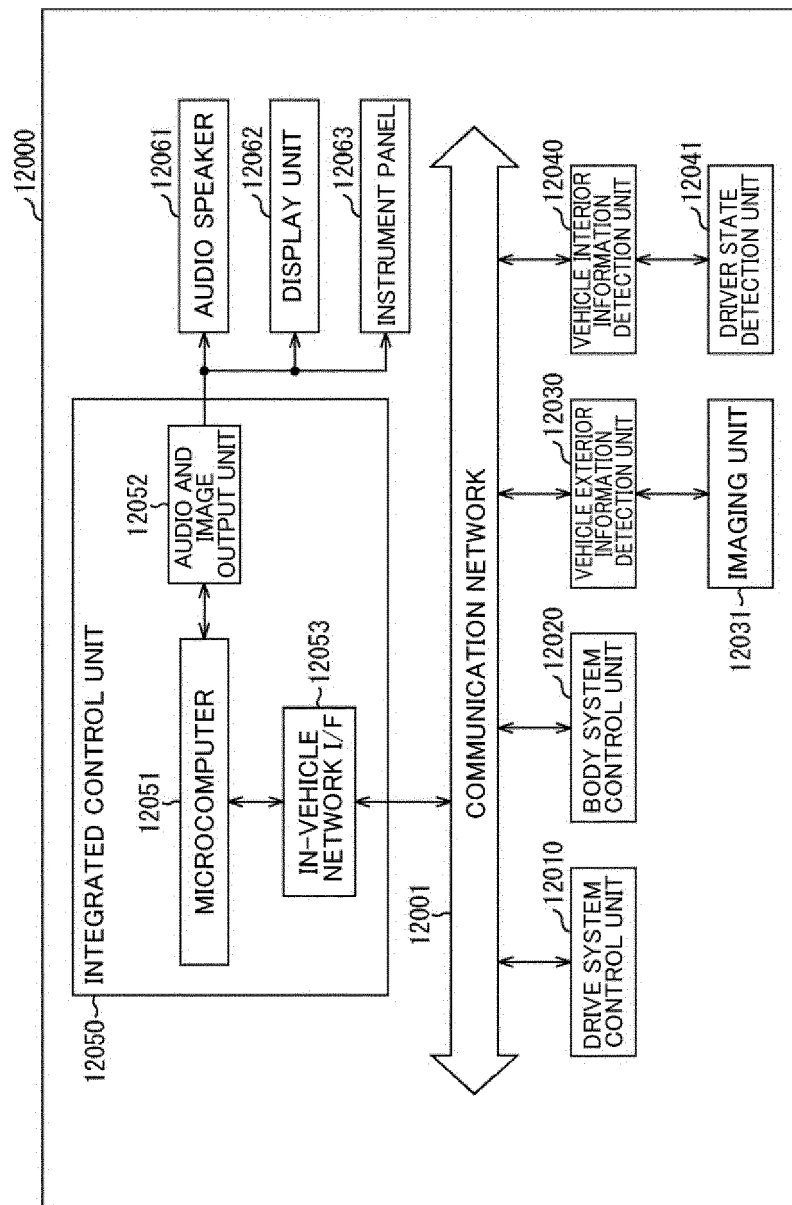 12000
12050
INTEGRATED CONTROL UNIT
12051
MICROCOMPUTER
12052
AUDIO AND
IMAGE
OUTPUT UNIT
12053
IN-VEHICLE
NETWORK I/F
12061
AUDIO SPEAKER
12062
DISPLAY UNIT
12063
INSTRUMENT PANEL
12001
COMMUNICATION NETWORK
12010
DRIVE SYSTEM
CONTROL UNIT
12020
BODY SYSTEM
CONTROL UNIT
12030
VEHICLE EXTERIOR
INFORMATION
DETECTION UNIT
12040
VEHICLE INTERIOR
INFORMATION
DETECTION UNIT
12031
IMAGING UNIT
12041
DRIVER STATE
DETECTION UNIT